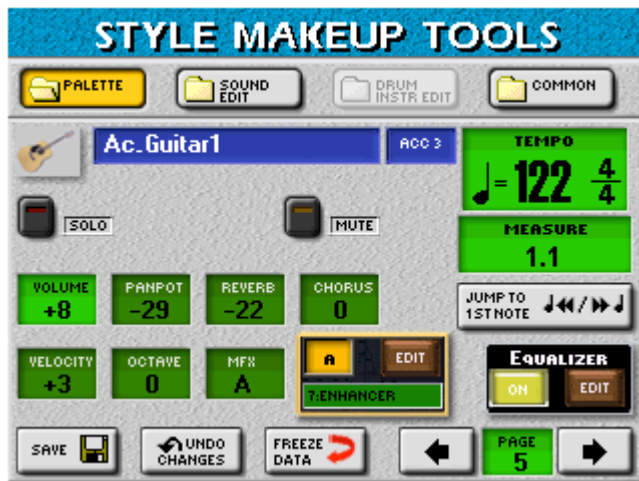 STYLE MAKEUP TOOLS
PALETTE
SOUND
EDIT
DRUM
INSTR EDIT
COMMON
Ac.Guitar1
ACC 3
TEMPO
=122 4/4
SOLO
MUTE
MEASURE
1.1
VOLUME
+8
PANPOT
-29
REVERB
-22
CHORUS
0
JUMP TO
1ST NOTE
/
VELOCITY
+3
OCTAVE
0
MFX
A
A
EDIT
7:ENHANCER
EQUALIZER
ON
EDIT
SAVE
UNDO
CHANGES
FREEZE
DATA
PAGE
5